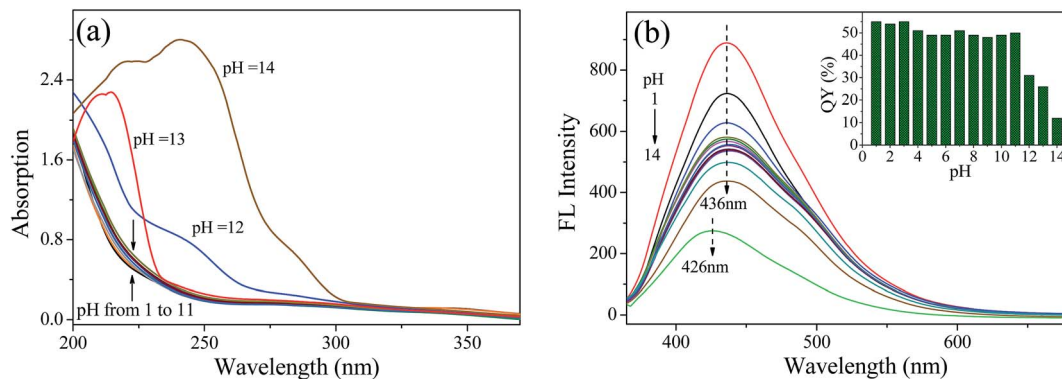 (a)
pH =14
pH =13
pH =12
pH from 1 to 11
Absorption
2.4
1.6
0.8
0.0
200 250 300 350
Wavelength (nm)
(b)
pH
1
14
436nm
426nm
FL Intensity
800
600
400
200
0
400 500 600
Wavelength (nm)
QY (%)
50
40
30
20
10
0
2 4 6 8 10 12 14
pH